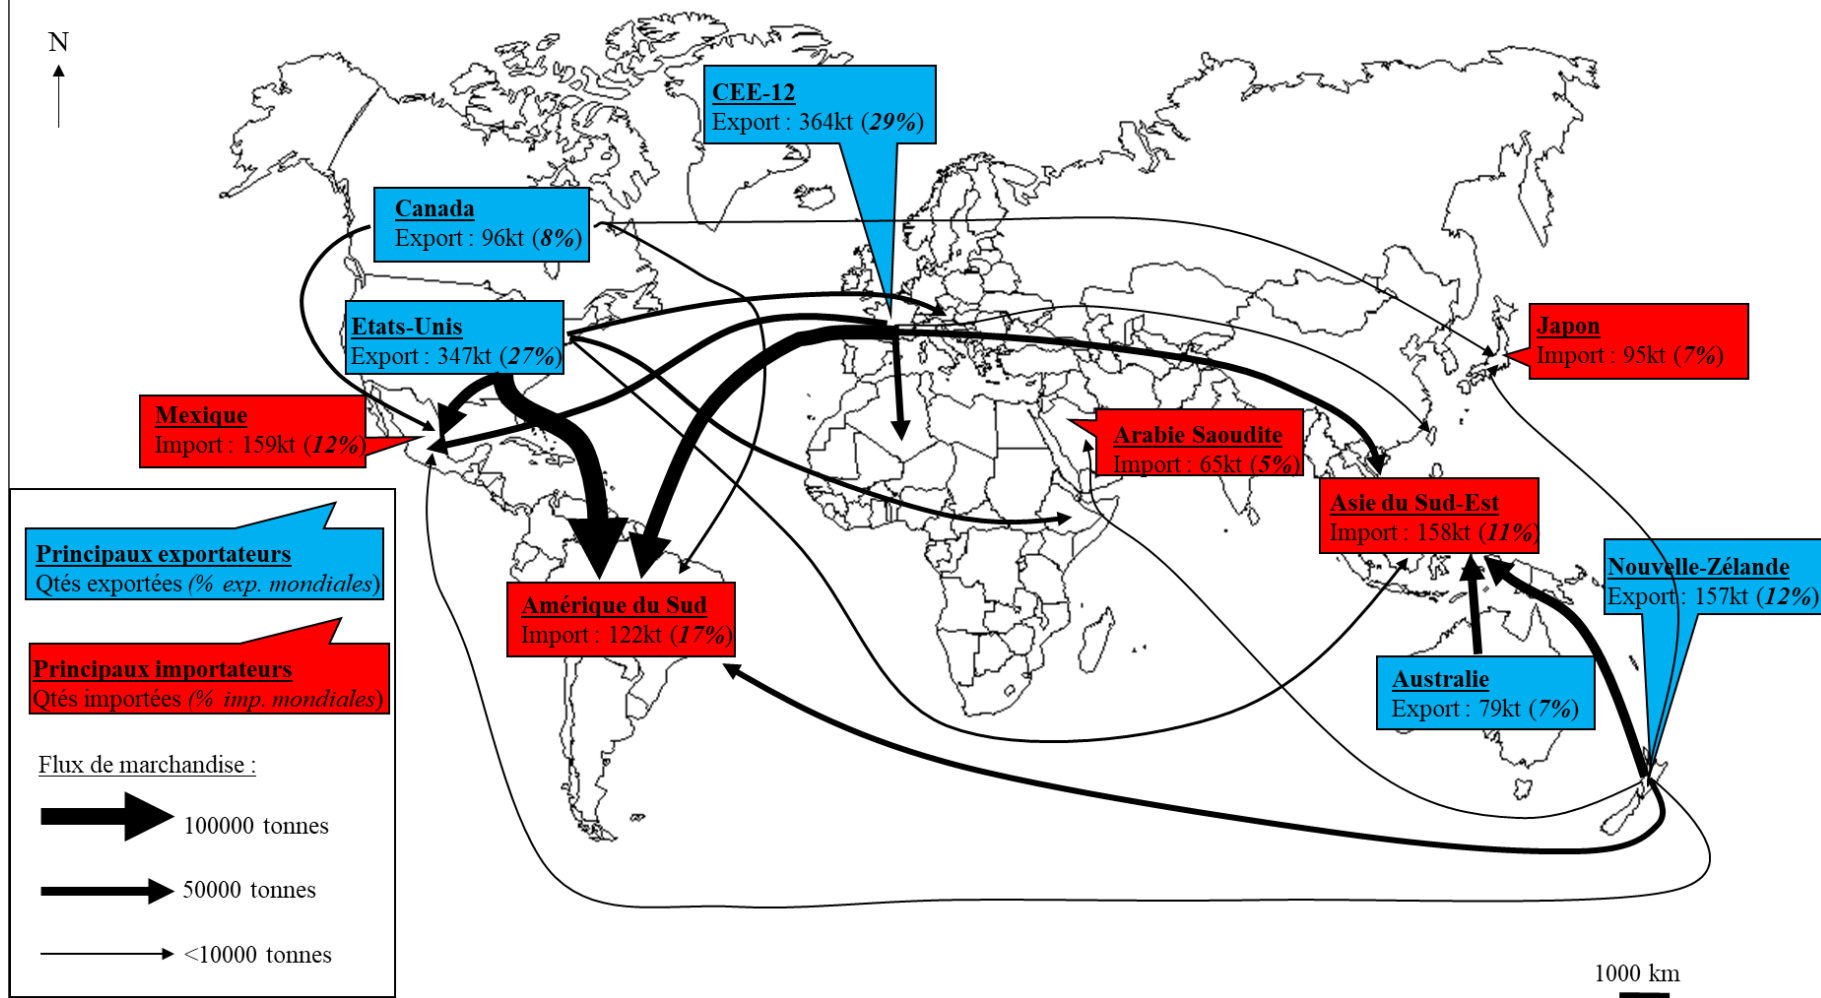 N
CEE-12
Export : 364kt (29%)
Canada
Export : 96kt (8%)
Etats-Unis
Export : 347kt (27%)
Japon
Import : 95kt (7%)
Mexique
Import : 159kt (12%)
Arabie Saoudite
Import : 65kt (5%)
Asie du Sud-Est
Import : 158kt (11%)
Nouvelle-Zélande
Export : 157kt (12%)
Amérique du Sud
Import : 122kt (17%)
Australie
Export : 79kt (7%)
Principaux exportateurs
Qtés exportées (% exp. mondiales)
Principaux importateurs
Qtés importées (% imp. mondiales)
Flux de marchandise :
100000 tonnes
50000 tonnes
<10000 tonnes
1000 km